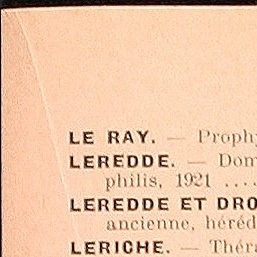 LE RAY. — Prophy
LEREDDE. — Dom
philis, 1921 ....
LEREDDE ET DRO
ancienne, héréd
LERICHE. — Théra